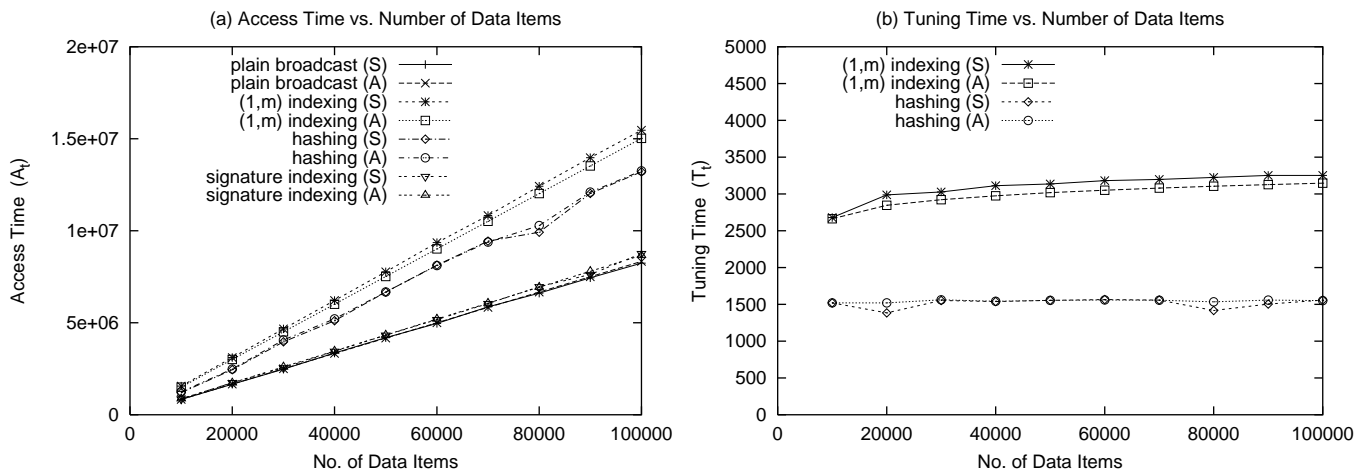 (a) Access Time vs. Number of Data Items
2e+07
1.5e+07
1e+07
5e+06
0
Access Time (A_t)
plain broadcast (S)
plain broadcast (A)
(1,m) indexing (S)
(1,m) indexing (A)
hashing (S)
hashing (A)
signature indexing (S)
signature indexing (A)
0 20000 40000 60000 80000 100000
No. of Data Items
(b) Tuning Time vs. Number of Data Items
5000
4500
4000
3500
3000
2500
2000
1500
1000
500
0
Tuning Time (T_t)
(1,m) indexing (S)
(1,m) indexing (A)
hashing (S)
hashing (A)
0 20000 40000 60000 80000 100000
No. of Data Items